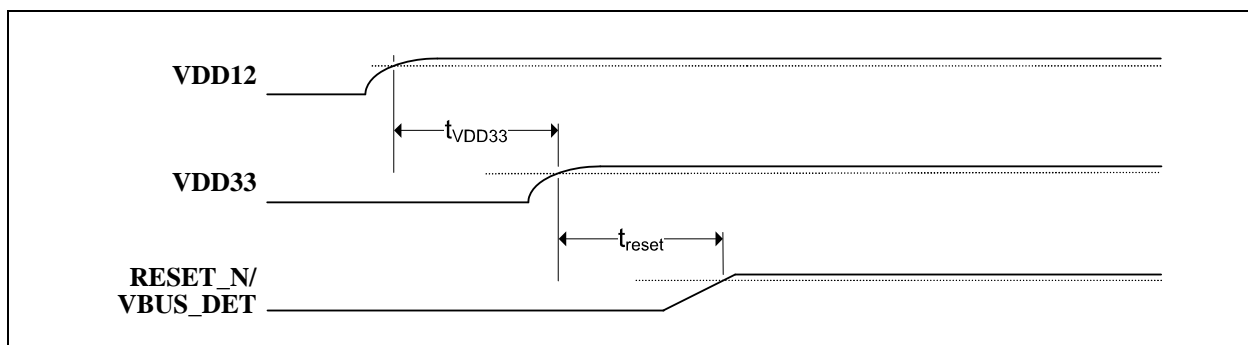 VDD12
tVDD33
VDD33
treset
RESET_N/
VBUS_DET